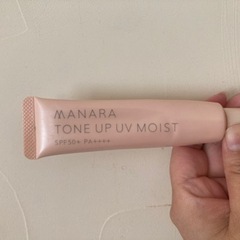 MANARA
TONE UP UV MOIST
SPF50+ PA++++